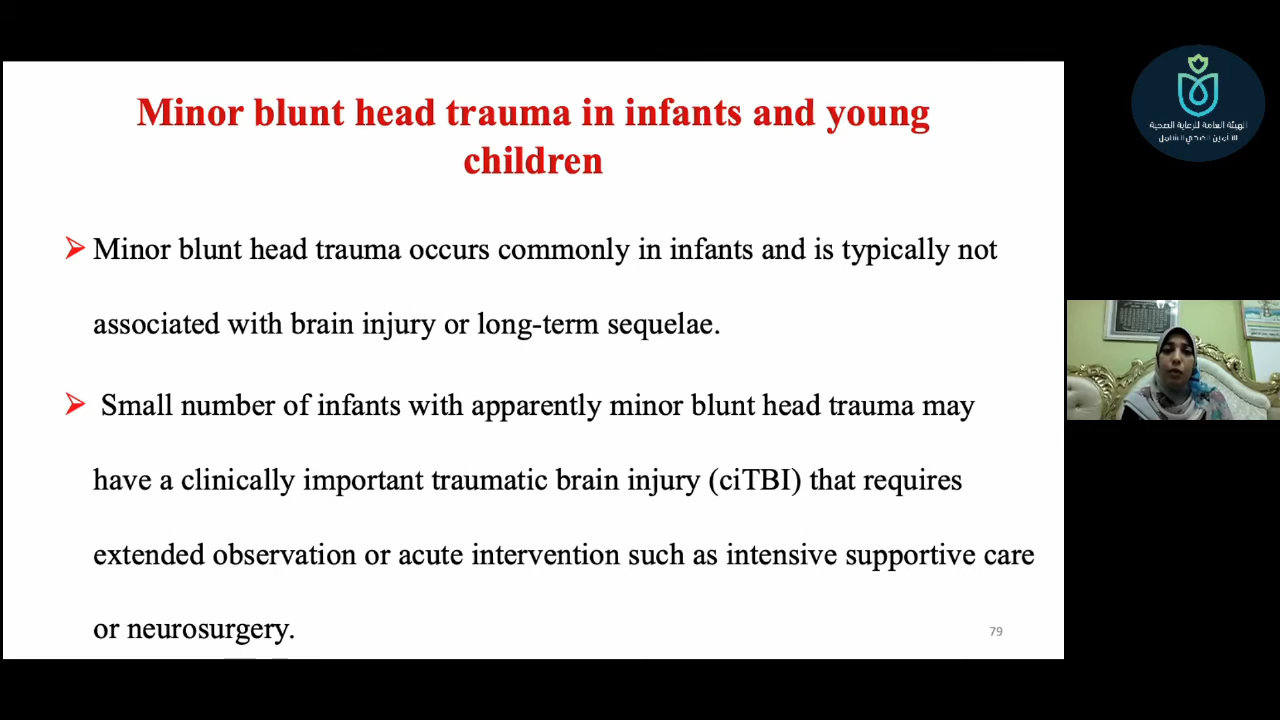 Minor blunt head trauma in infants and young
children
➢ Minor blunt head trauma occurs commonly in infants and is typically not
associated with brain injury or long-term sequelae.
➢ Small number of infants with apparently minor blunt head trauma may
have a clinically important traumatic brain injury (ciTBI) that requires
extended observation or acute intervention such as intensive supportive care
or neurosurgery.
79
الهيئة العامة للرعاية الصحية
التأمين الصحي الشامل